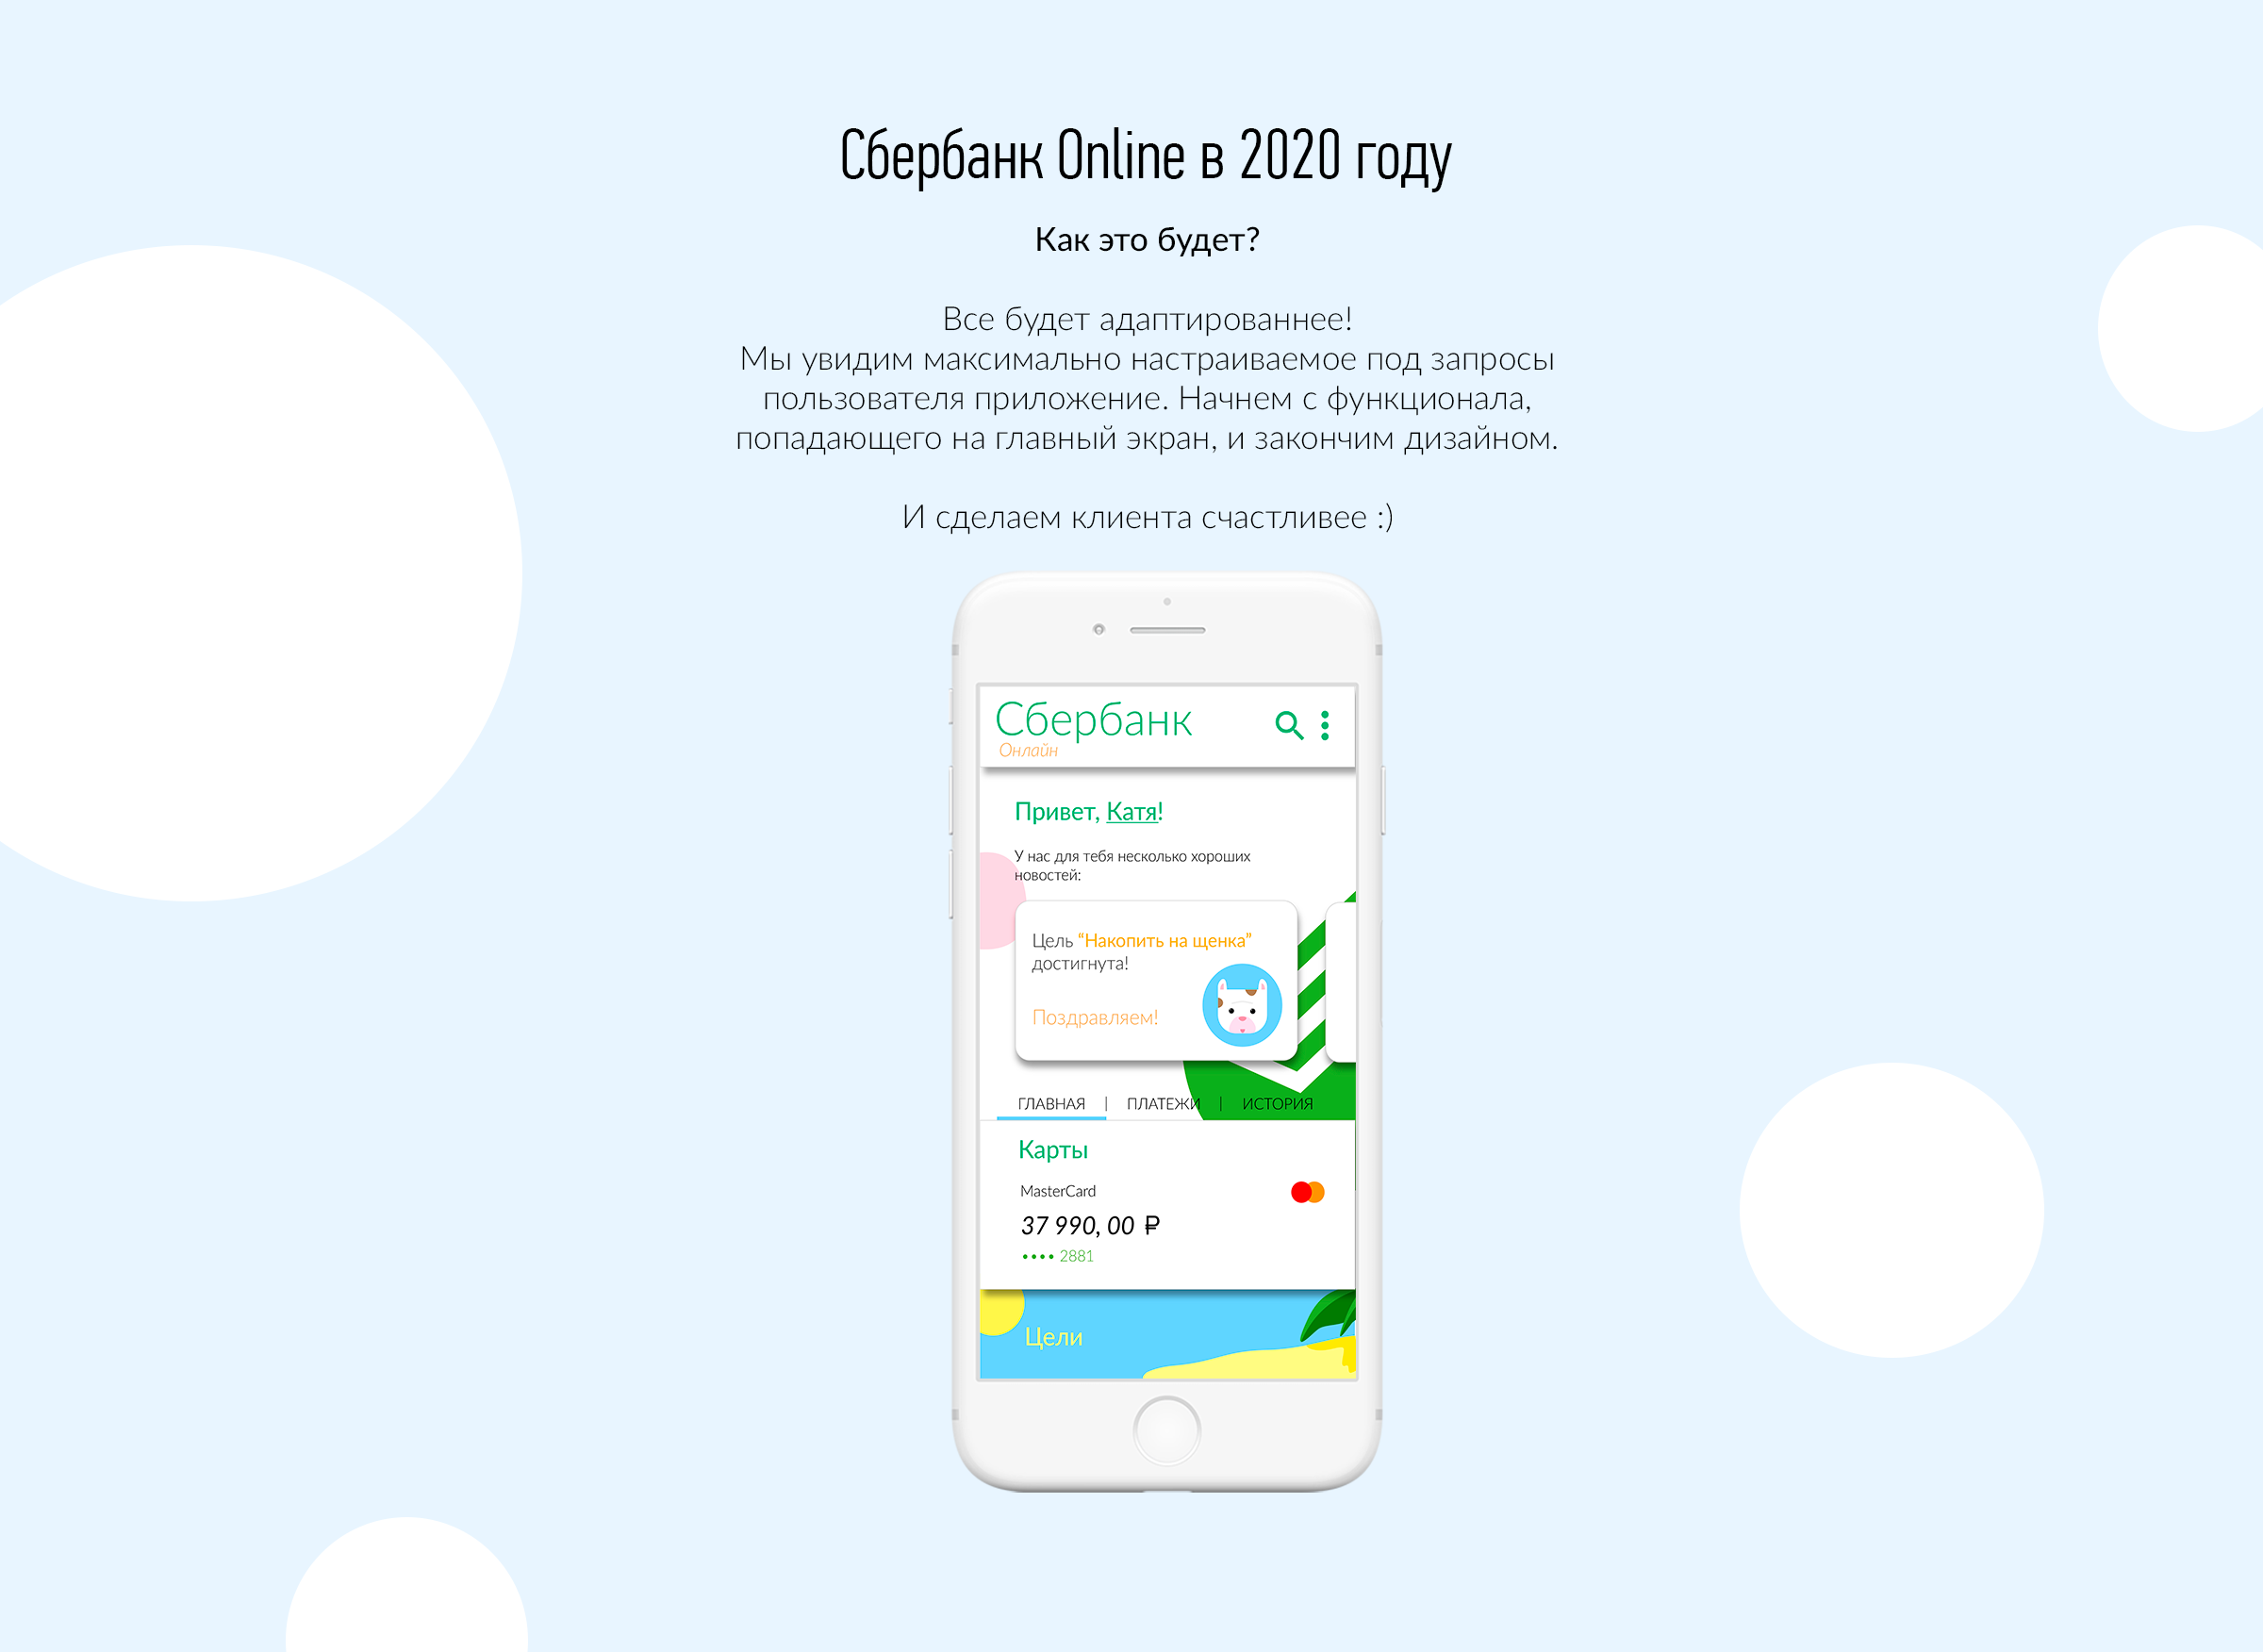 Сбербанк Online в 2020 году
Как это будет?
Все будет адаптированнее!
Мы увидим максимально настраиваемое под запросы
пользователя приложение. Начнем с функционала,
попадающего на главный экран, и закончим дизайном.
И сделаем клиента счастливее :)
Сбербанк
Онлайн
Привет, Катя!
У нас для тебя несколько хороших
новостей:
Цель “Накопить на щенка”
достигнута!
Поздравляем!
ГЛАВНАЯ | ПЛАТЕЖИ | ИСТОРИЯ
Карты
MasterCard
37 990, 00 ₽
•••• 2881
Цели